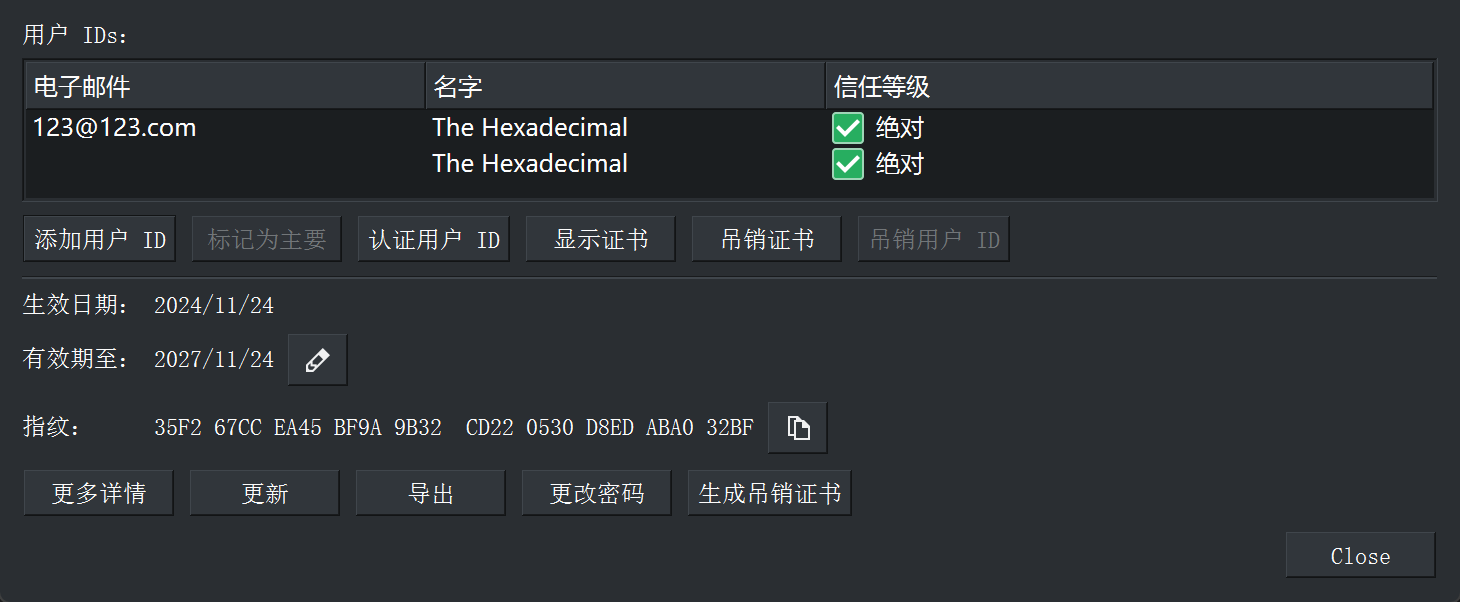 用户 IDs:
电子邮件 名字 信任等级
123@123.com The Hexadecimal 绝对
The Hexadecimal 绝对
添加用户 ID 标记为主要 认证用户 ID 显示证书 吊销证书 吊销用户 ID
生效日期: 2024/11/24
有效期至: 2027/11/24
指纹: 35F2 67CC EA45 BF9A 9B32 CD22 0530 D8ED ABA0 32BF
更多详情 更新 导出 更改密码 生成吊销证书
Close